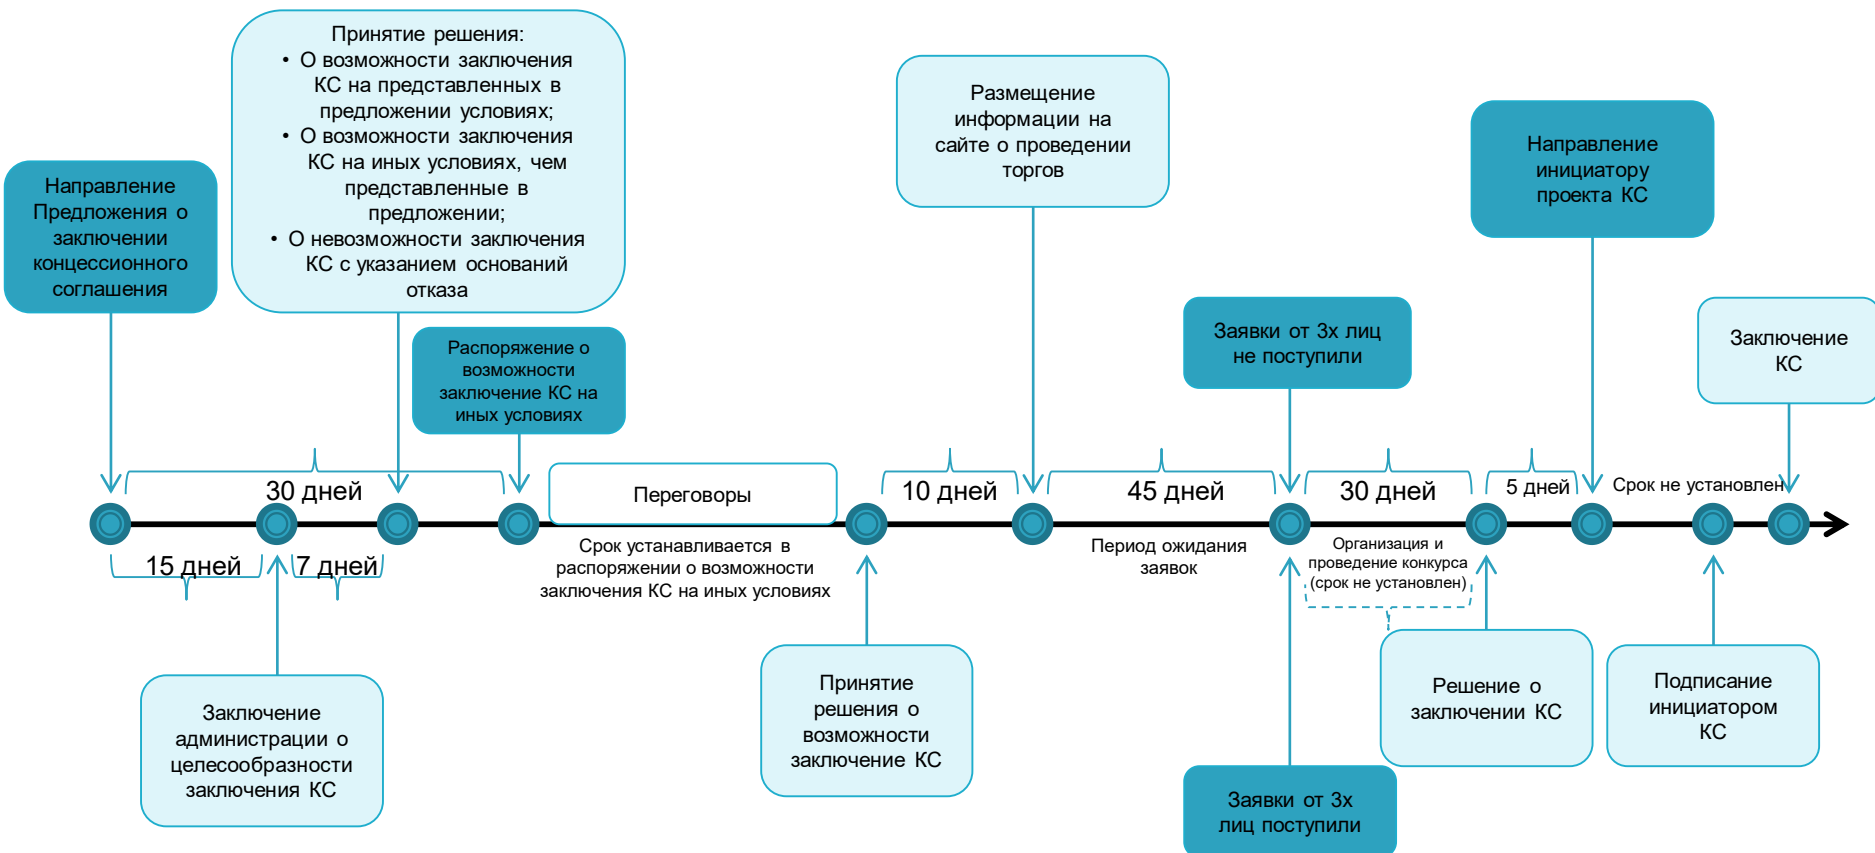 Направление
Предложения о
заключении
концессионного
соглашения
Принятие решения:
• О возможности заключения
КС на представленных в
предложении условиях;
• О возможности заключения
КС на иных условиях, чем
представленные в
предложении;
• О невозможности заключения
КС с указанием оснований
отказа
Распоряжение о
возможности
заключение КС на
иных условиях
Размещение
информации на
сайте о проведении
торгов
Заявки от 3х лиц
не поступили
Направление
инициатору
проекта КС
Заключение
КС
30 дней
Переговоры
10 дней
45 дней
30 дней
5 дней
Срок не установлен
15 дней
7 дней
Срок устанавливается в
распоряжении о возможности
заключения КС на иных условиях
Период ожидания
заявок
Организация и
проведение конкурса
(срок не установлен)
Заключение
администрации о
целесообразности
заключения КС
Принятие
решения о
возможности
заключение КС
Заявки от 3х
лиц поступили
Решение о
заключении КС
Подписание
инициатором
КС